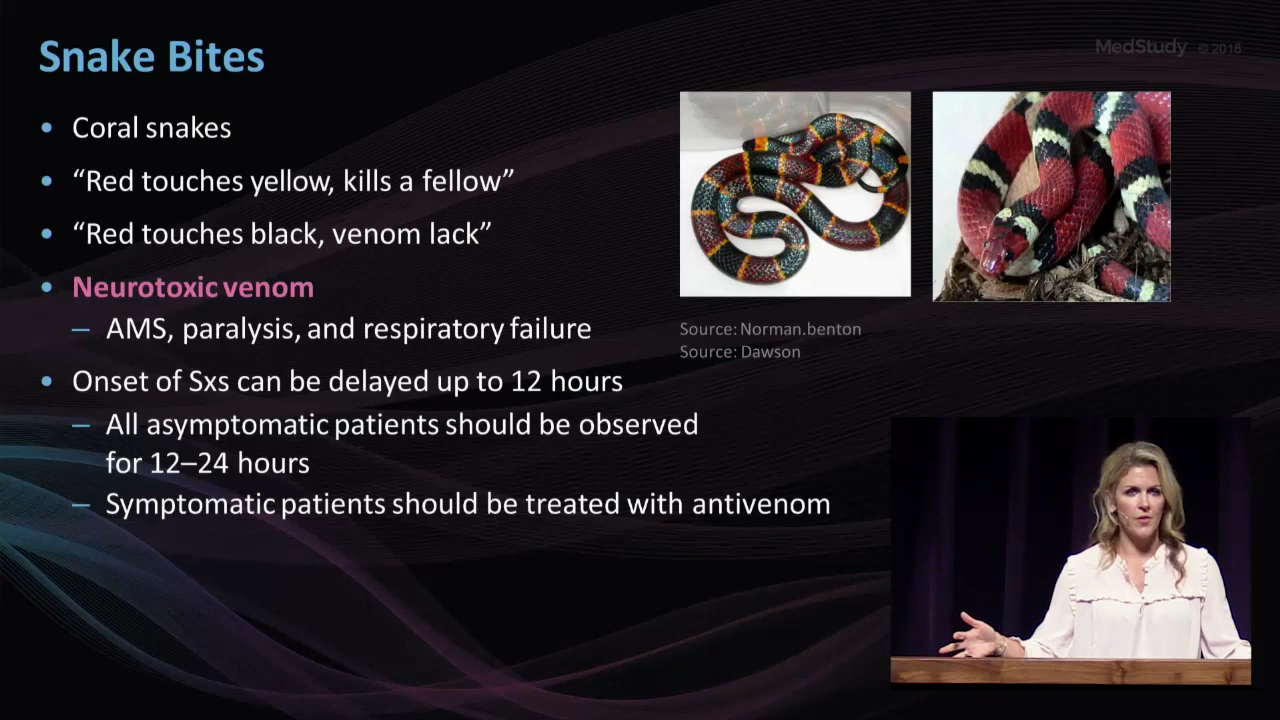 Snake Bites
MedStudy © 2018
Coral snakes
“Red touches yellow, kills a fellow”
“Red touches black, venom lack”
Neurotoxic venom
– AMS, paralysis, and respiratory failure
Onset of Sxs can be delayed up to 12 hours
– All asymptomatic patients should be observed
for 12–24 hours
– Symptomatic patients should be treated with antivenom
Source: Norman.benton
Source: Dawson